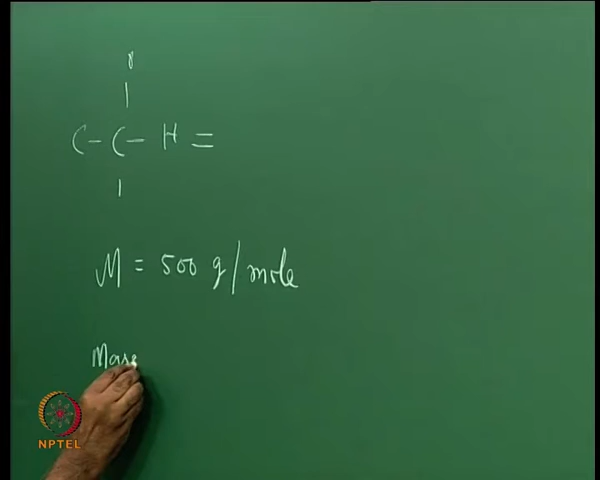 C - C - H =
M = 500 g/mole
Mass
NPTEL